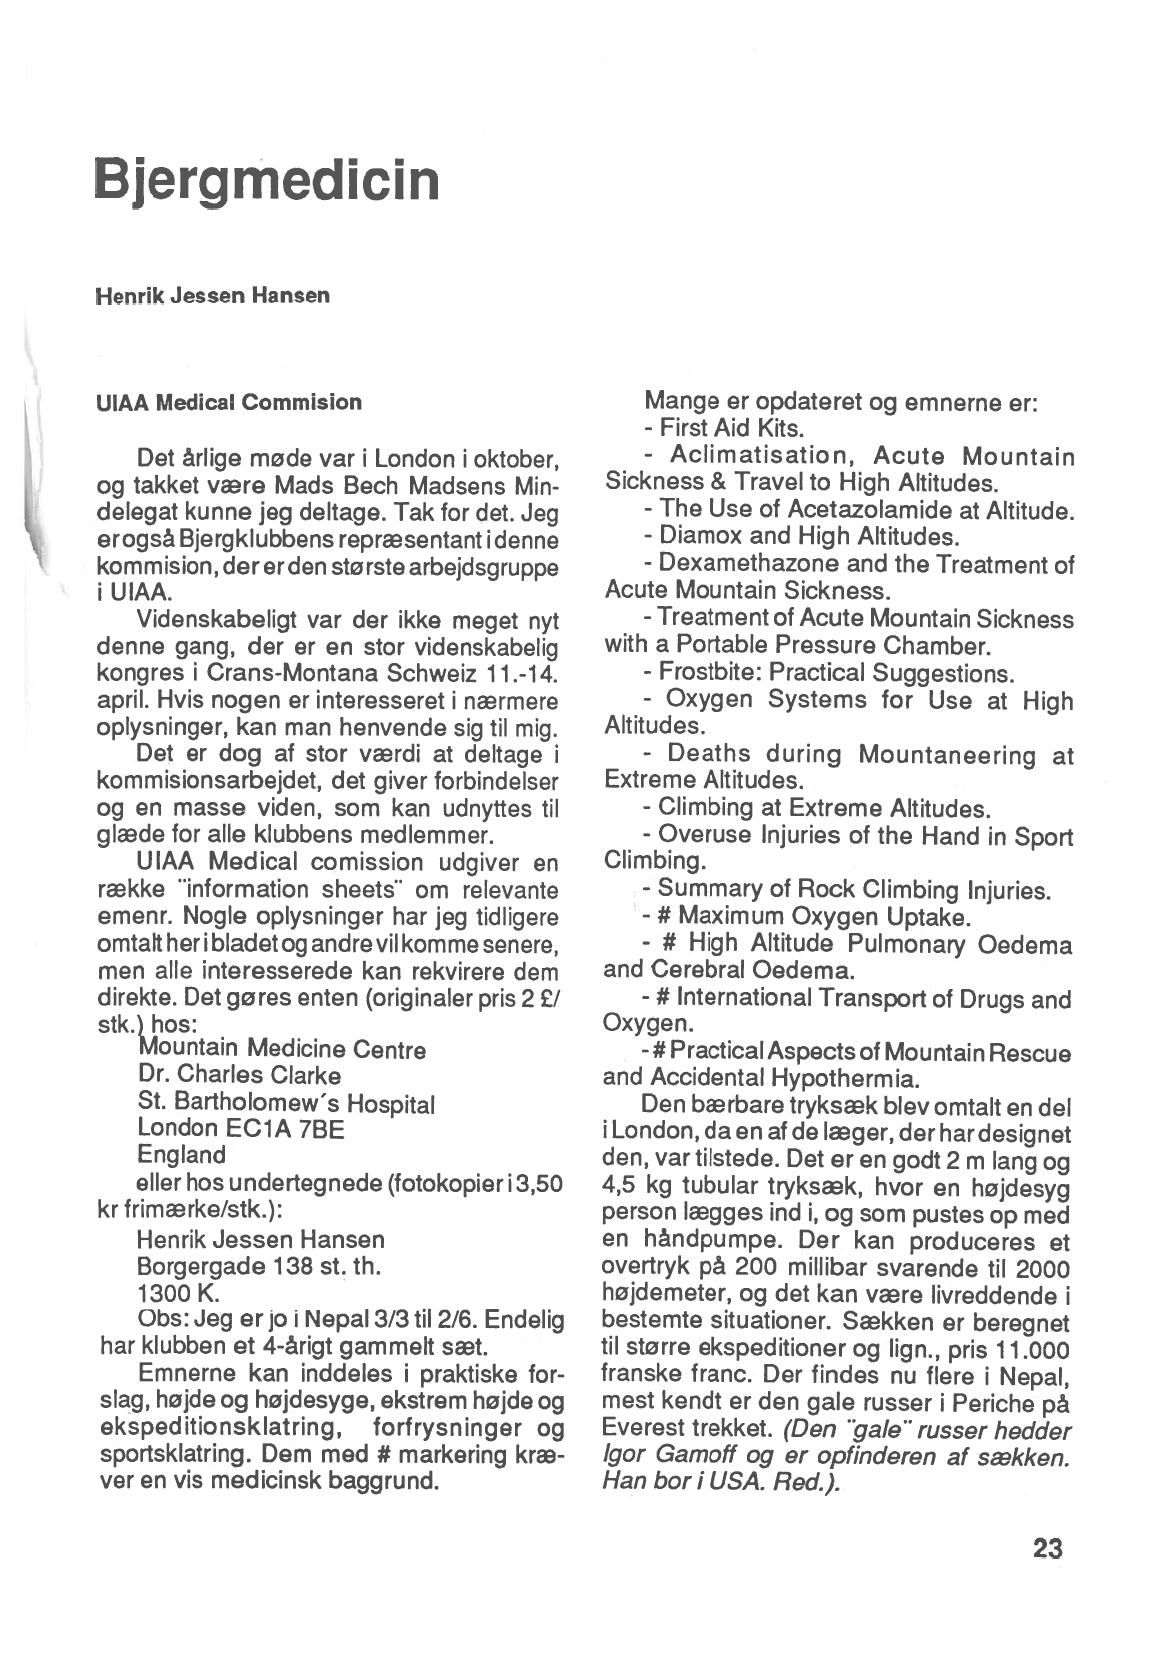 Bjergmedicin
Henrik Jessen Hansen
UIAA Medical Commision
Det årlige møde var i London i oktober,
og takket være Mads Bech Madsens Min-
delegat kunne jeg deltage. Tak for det. Jeg
er også Bjergklubbens repræsentant i denne
kommision, der er den største arbejdsgruppe
i UIAA.
Videnskabeligt var der ikke meget nyt
denne gang, der er en stor videnskabelig
kongres i Crans-Montana Schweiz 11.-14.
april. Hvis nogen er interesseret i nærmere
oplysninger, kan man henvende sig til mig.
Det er dog af stor værdi at deltage i
kommisionsarbejdet, det giver forbindelser
og en masse viden, som kan udnyttes til
glæde for alle klubbens medlemmer.
UIAA Medical comission udgiver en
række ¨information sheets¨ om relevante
emenr. Nogle oplysninger har jeg tidligere
omtalt her i bladet og andre vil komme senere,
men alle interesserede kan rekvirere dem
direkte. Det gøres enten (originaler pris 2 £/
stk.) hos:
Mountain Medicine Centre
Dr. Charles Clarke
St. Bartholomew´s Hospital
London EC1A 7BE
England
eller hos undertegnede (fotokopier i 3,50
kr frimærke/stk.):
Henrik Jessen Hansen
Borgergade 138 st. th.
1300 K.
Obs: Jeg er jo i Nepal 3/3 til 2/6. Endelig
har klubben et 4-årigt gammelt sæt.
Emnerne kan inddeles i praktiske for-
slag, højde og højdesyge, ekstrem højde og
ekspeditionsklatring, forfrysninger og
sportsklatring. Dem med # markering kræ-
ver en vis medicinsk baggrund.
Mange er opdateret og emnerne er:
- First Aid Kits.
- Aclimatisation, Acute Mountain
Sickness & Travel to High Altitudes.
- The Use of Acetazolamide at Altitude.
- Diamox and High Altitudes.
- Dexamethazone and the Treatment of
Acute Mountain Sickness.
- Treatment of Acute Mountain Sickness
with a Portable Pressure Chamber.
- Frostbite: Practical Suggestions.
- Oxygen Systems for Use at High
Altitudes.
- Deaths during Mountaneering at
Extreme Altitudes.
- Climbing at Extreme Altitudes.
- Overuse Injuries of the Hand in Sport
Climbing.
- Summary of Rock Climbing Injuries.
- # Maximum Oxygen Uptake.
- # High Altitude Pulmonary Oedema
and Cerebral Oedema.
- # International Transport of Drugs and
Oxygen.
- # Practical Aspects of Mountain Rescue
and Accidental Hypothermia.
Den bærbare tryksæk blev omtalt en del
i London, da en af de læger, der har designet
den, var tilstede. Det er en godt 2 m lang og
4,5 kg tubular tryksæk, hvor en højdesyg
person lægges ind i, og som pustes op med
en håndpumpe. Der kan produceres et
overtryk på 200 millibar svarende til 2000
højdemeter, og det kan være livreddende i
bestemte situationer. Sækken er beregnet
til større ekspeditioner og lign., pris 11.000
franske franc. Der findes nu flere i Nepal,
mest kendt er den gale russer i Periche på
Everest trekket. (Den ¨gale¨ russer hedder
Igor Gamoff og er opfinderen af sækken.
Han bor i USA. Red.).
23